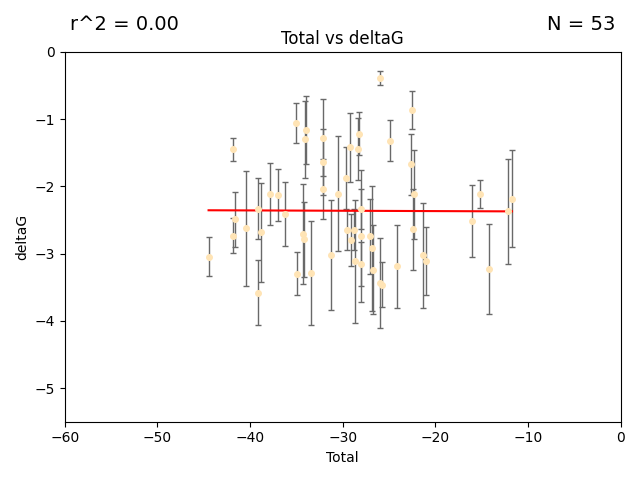 r^2 = 0.00
N = 53
Total vs deltaG
0
−1
−2
−3
−4
−5
deltaG
−60
−50
−40
−30
−20
−10
0
Total